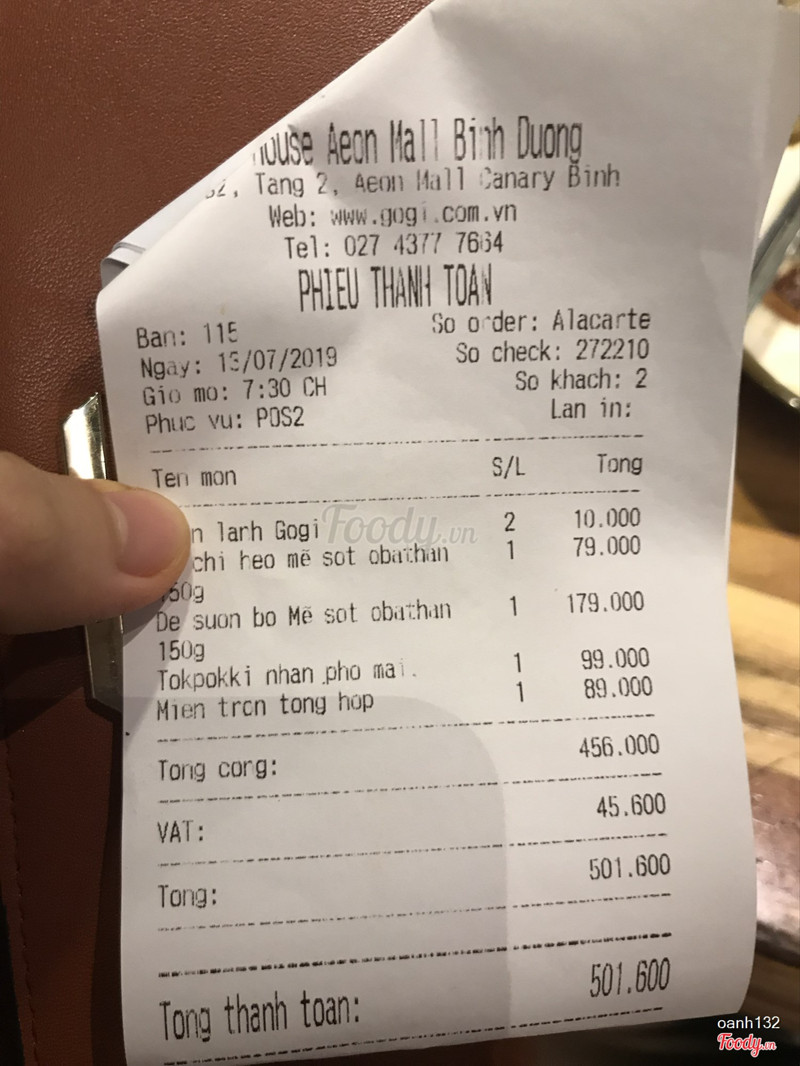 Aeon Mall Binh Duong
Tang 2, Aeon Mall Canary Binh
Web: www.gogi.com.vn
Tel: 027 4377 7664
PHIEU THANH TOAN
Ban: 115 So order: Alacarte
Ngay: 13/07/2019 So check: 272210
Gio mo: 7:30 CH So khach: 2
Phuc vu: POS2 Lan in:
Ten mon S/L Tong
lanh Gogi 2 10.000
chi heo mẽ sot obathan 1 79.000
De suon bo Mẽ sot obathan 1 179.000
150g
Tokpokki nhan pho mai. 1 99.000
Mien tron tong hop 1 89.000
Tong cong: 456.000
VAT: 45.600
Tong: 501.600
Tong thanh toan: 501.600
Foody.vn
oanh132
Foody.vn